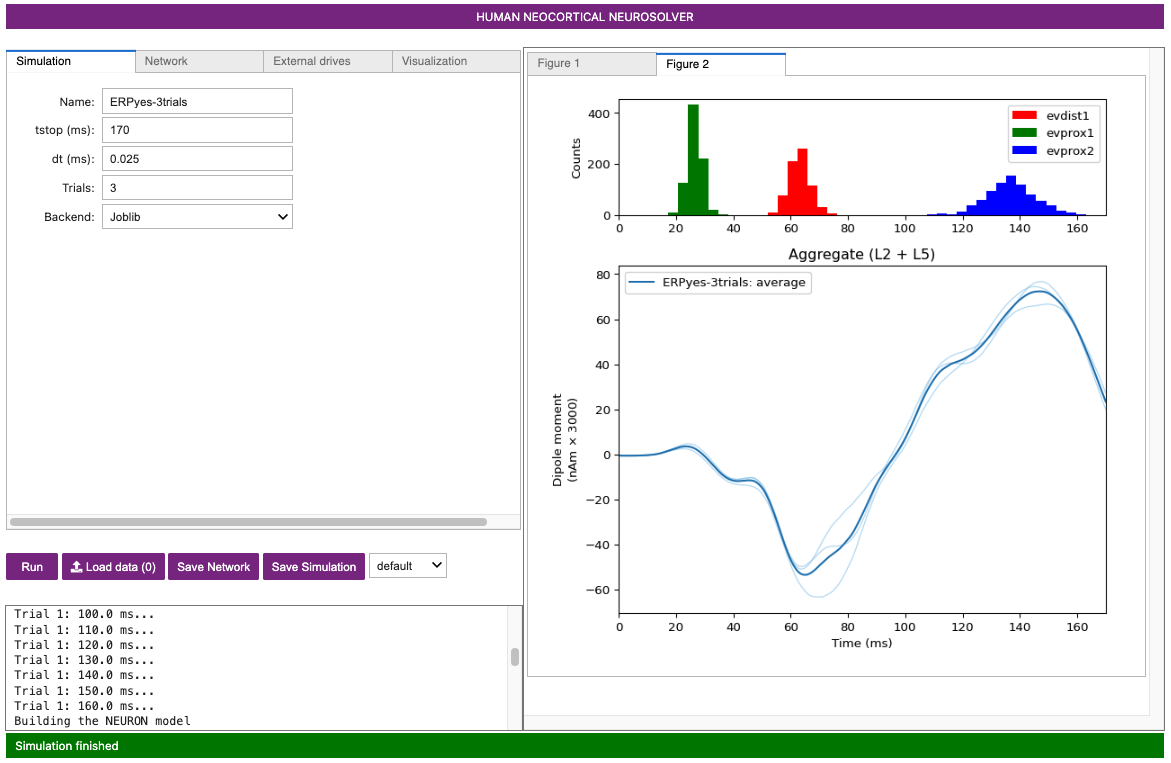 HUMAN NEOCORTICAL NEUROSOLVER
Simulation
Network
External drives
Visualization
Name:
ERPyes-3trials
tstop (ms):
170
dt (ms):
0.025
Trials:
3
Backend:
Joblib
Run
Load data (0)
Save Network
Save Simulation
default
Trial 1: 100.0 ms...
Trial 1: 110.0 ms...
Trial 1: 120.0 ms...
Trial 1: 130.0 ms...
Trial 1: 140.0 ms...
Trial 1: 150.0 ms...
Trial 1: 160.0 ms...
Building the NEURON model
Figure 1
Figure 2
Counts
400
200
0
evdist1
evprox1
evprox2
0 20 40 60 80 100 120 140 160
Aggregate (L2 + L5)
ERPyes-3trials: average
Dipole moment
(nAm × 3000)
80
60
40
20
0
−20
−40
−60
0 20 40 60 80 100 120 140 160
Time (ms)
Simulation finished